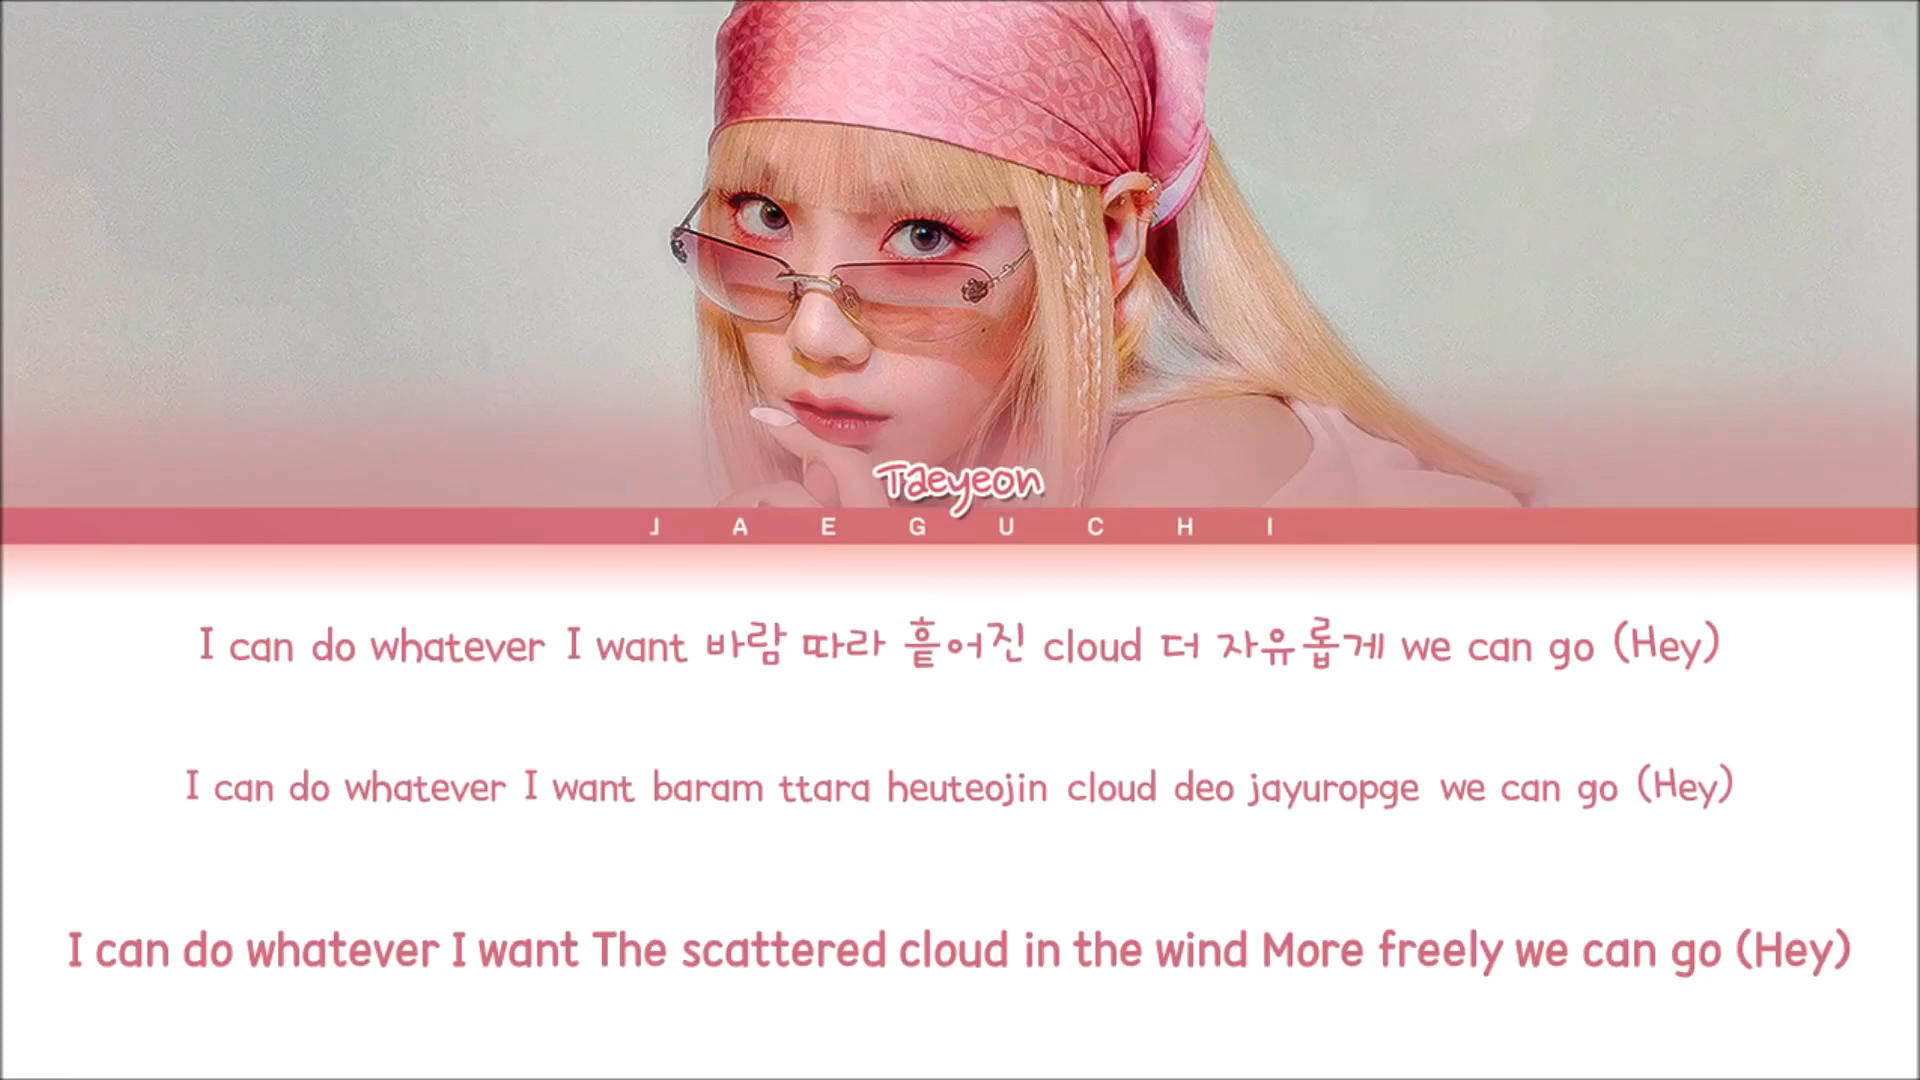 Taeyeon
JAEGUCHI
I can do whatever I want 바람 따라 흩어진 cloud 더 자유롭게 we can go (Hey)
I can do whatever I want baram ttara heuteojin cloud deo jayuropge we can go (Hey)
I can do whatever I want The scattered cloud in the wind More freely we can go (Hey)